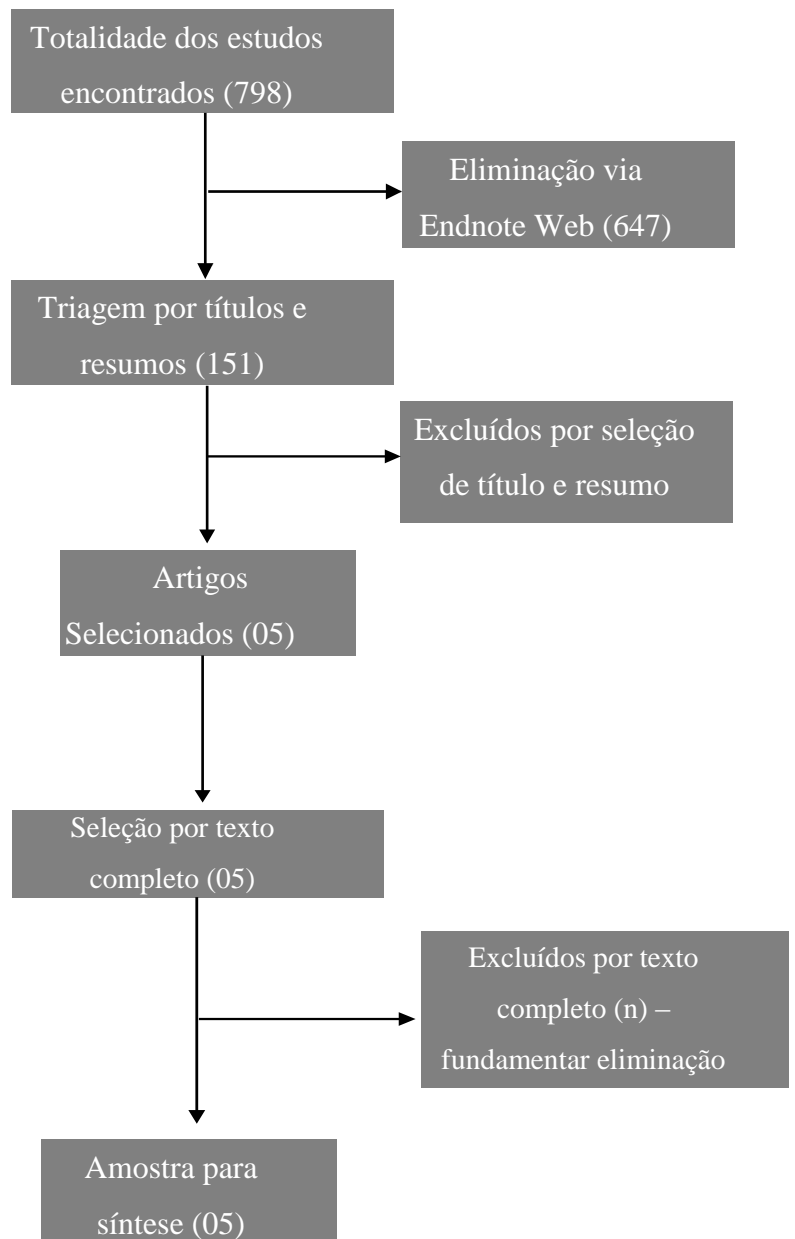 Totalidade dos estudos
encontrados (798)
Eliminação via
Endnote Web (647)
Triagem por títulos e
resumos (151)
Excluídos por seleção
de título e resumo
Artigos
Selecionados (05)
Seleção por texto
completo (05)
Excluídos por texto
completo (n) –
fundamentar eliminação
Amostra para
síntese (05)